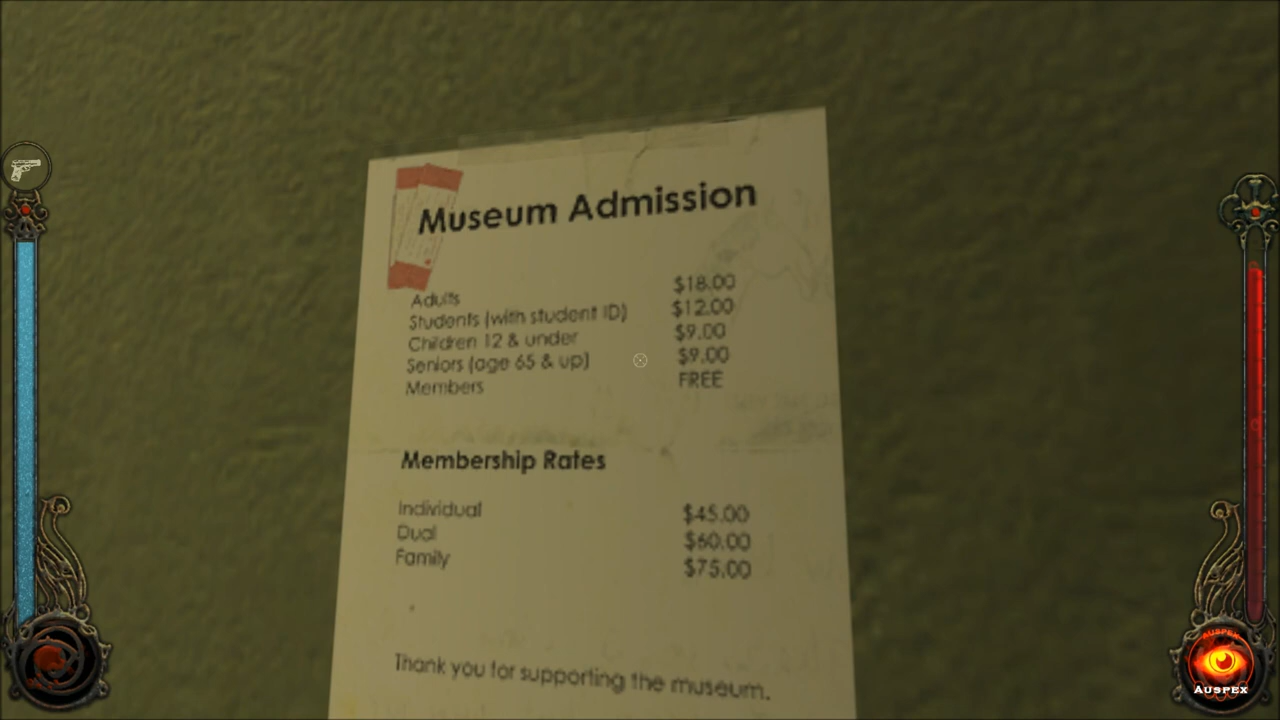 Museum Admission
Adults $18.00
Students (with student ID) $12.00
Children 12 & under $9.00
Seniors (age 65 & up) $9.00
Members FREE
Membership Rates
Individual $45.00
Dual $60.00
Family $75.00
Thank you for supporting the museum.
AUSPEX
AUSPEX